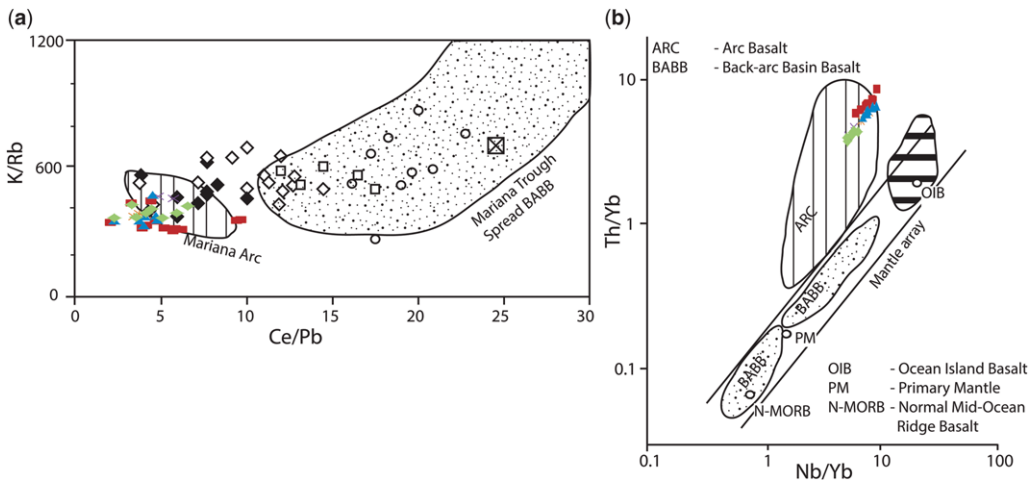 (a)
1200
K/Rb
600
300
0
0
5
10
15
20
25
30
Ce/Pb
Mariana Arc
Mariana Trough
Spread BABB
(b)
ARC - Arc Basalt
BABB - Back-arc Basin Basalt
10
Th/Yb
1
0.1
0.1
1
10
100
Nb/Yb
ARC
OIB
BABB
Mantle array
PM
BABB
N-MORB
OIB - Ocean Island Basalt
PM - Primary Mantle
N-MORB - Normal Mid-Ocean
Ridge Basalt